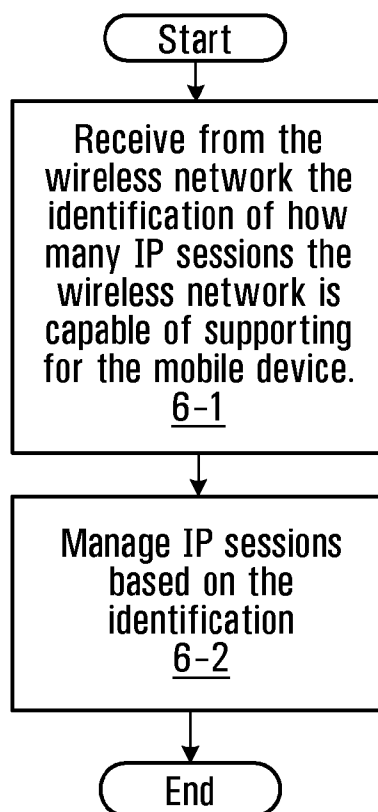 Start
Receive from the
wireless network the
identification of how
many IP sessions the
wireless network is
capable of supporting
for the mobile device.
6-1
Manage IP sessions
based on the
identification
6-2
End